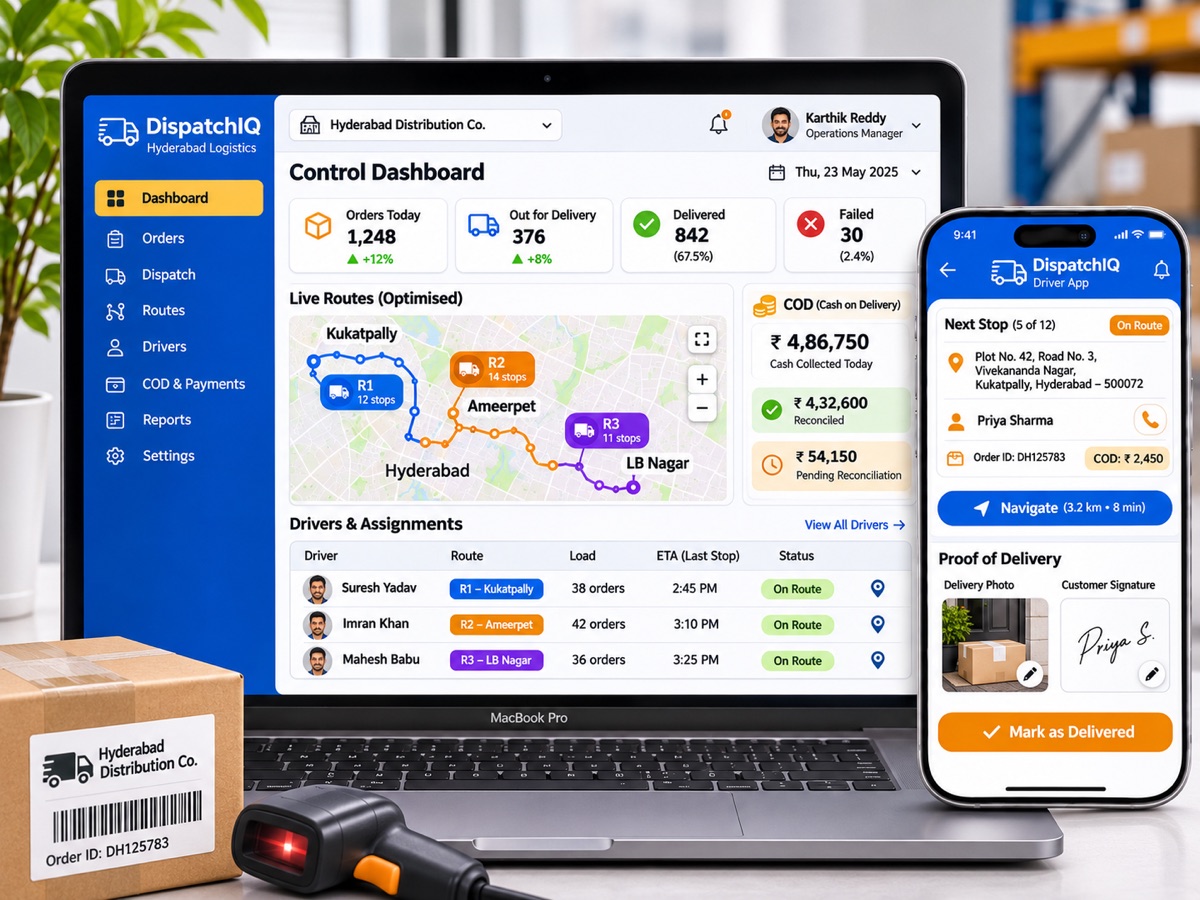 DispatchIQ
Hyderabad Logistics
Dashboard
Orders
Dispatch
Routes
Drivers
COD & Payments
Reports
Settings
Hyderabad Distribution Co.
Karthik Reddy
Operations Manager
Control Dashboard
Thu, 23 May 2025
Orders Today
1,248
▲ +12%
Out for Delivery
376
▲ +8%
Delivered
842
(67.5%)
Failed
30
(2.4%)
Live Routes (Optimised)
Kukatpally
R1
12 stops
R2
14 stops
Ameerpet
R3
11 stops
LB Nagar
Hyderabad
+
−
COD (Cash on Delivery)
₹ 4,86,750
Cash Collected Today
₹ 4,32,600
Reconciled
₹ 54,150
Pending Reconciliation
Drivers & Assignments
View All Drivers →
Driver Route Load ETA (Last Stop) Status
Suresh Yadav R1 – Kukatpally 38 orders 2:45 PM On Route
Imran Khan R2 – Ameerpet 42 orders 3:10 PM On Route
Mahesh Babu R3 – LB Nagar 36 orders 3:25 PM On Route
MacBook Pro
9:41
DispatchIQ
Driver App
Next Stop (5 of 12)
On Route
Plot No. 42, Road No. 3,
Vivekananda Nagar,
Kukatpally, Hyderabad – 500072
Priya Sharma
Order ID: DH125783
COD: ₹ 2,450
Navigate (3.2 km • 8 min)
Proof of Delivery
Delivery Photo
Customer Signature
Priya S.
Mark as Delivered
Hyderabad
Distribution Co.
Order ID: DH125783